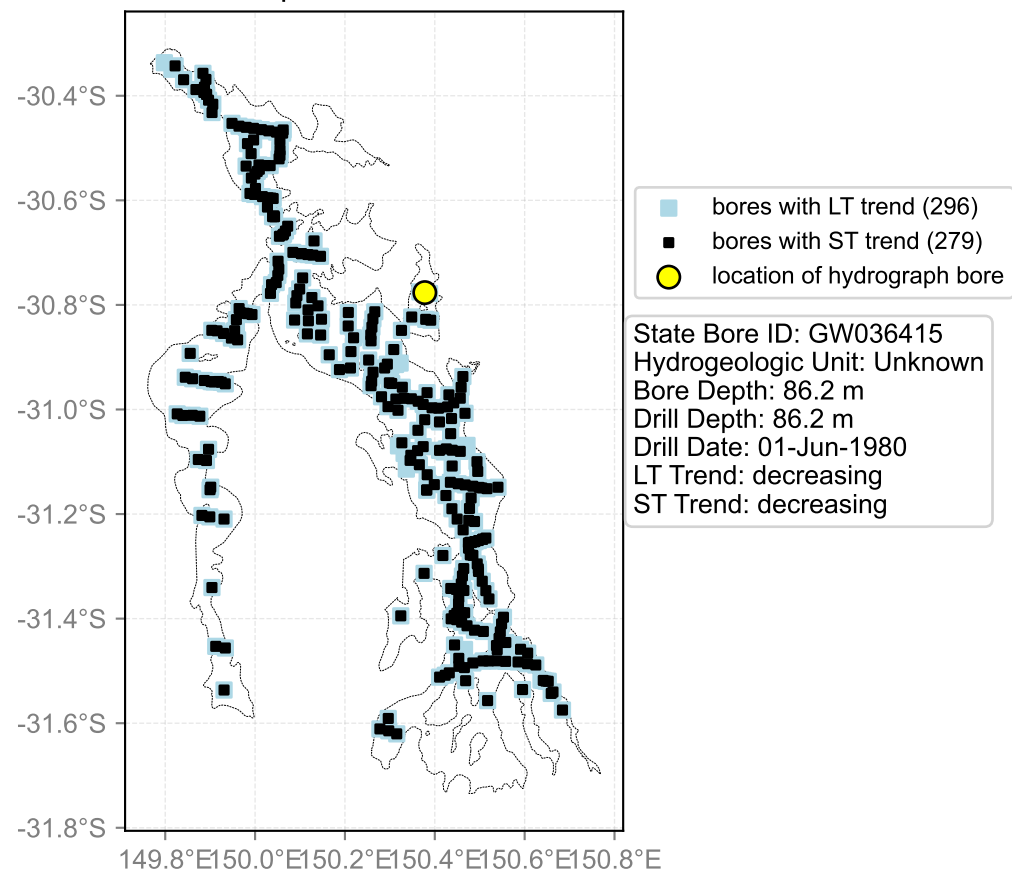 -30.4°S
-30.6°S
-30.8°S
-31.0°S
-31.2°S
-31.4°S
-31.6°S
-31.8°S
149.8°E150.0°E150.2°E150.4°E150.6°E150.8°E
bores with LT trend (296)
bores with ST trend (279)
location of hydrograph bore
State Bore ID: GW036415
Hydrogeologic Unit: Unknown
Bore Depth: 86.2 m
Drill Depth: 86.2 m
Drill Date: 01-Jun-1980
LT Trend: decreasing
ST Trend: decreasing